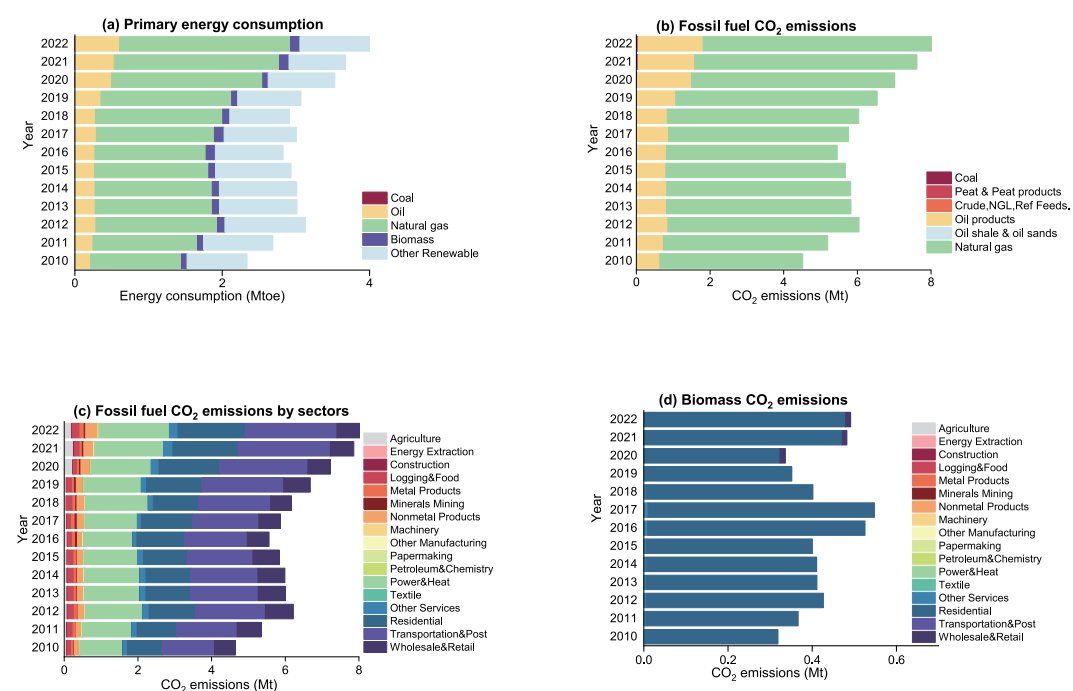 (a) Primary energy consumption
2022
2021
2020
2019
2018
2017
2016
2015
2014
2013
2012
2011
2010
Year
0
2
4
Energy consumption (Mtoe)
Coal
Oil
Natural gas
Biomass
Other Renewable
(b) Fossil fuel CO₂ emissions
2022
2021
2020
2019
2018
2017
2016
2015
2014
2013
2012
2011
2010
Year
0
2
4
6
8
CO₂ emissions (Mt)
Coal
Peat & Peat products
Crude,NGL,Ref Feeds.
Oil products
Oil shale & oil sands
Natural gas
(c) Fossil fuel CO₂ emissions by sectors
2022
2021
2020
2019
2018
2017
2016
2015
2014
2013
2012
2011
2010
Year
0
2
4
6
8
CO₂ emissions (Mt)
Agriculture
Energy Extraction
Construction
Logging&Food
Metal Products
Minerals Mining
Nonmetal Products
Machinery
Other Manufacturing
Papermaking
Petroleum&Chemistry
Power&Heat
Textile
Other Services
Residential
Transportation&Post
Wholesale&Retail
(d) Biomass CO₂ emissions
2022
2021
2020
2019
2018
2017
2016
2015
2014
2013
2012
2011
2010
Year
0.0
0.2
0.4
0.6
CO₂ emissions (Mt)
Agriculture
Energy Extraction
Construction
Logging&Food
Metal Products
Minerals Mining
Nonmetal Products
Machinery
Other Manufacturing
Papermaking
Petroleum&Chemistry
Power&Heat
Textile
Other Services
Residential
Transportation&Post
Wholesale&Retail